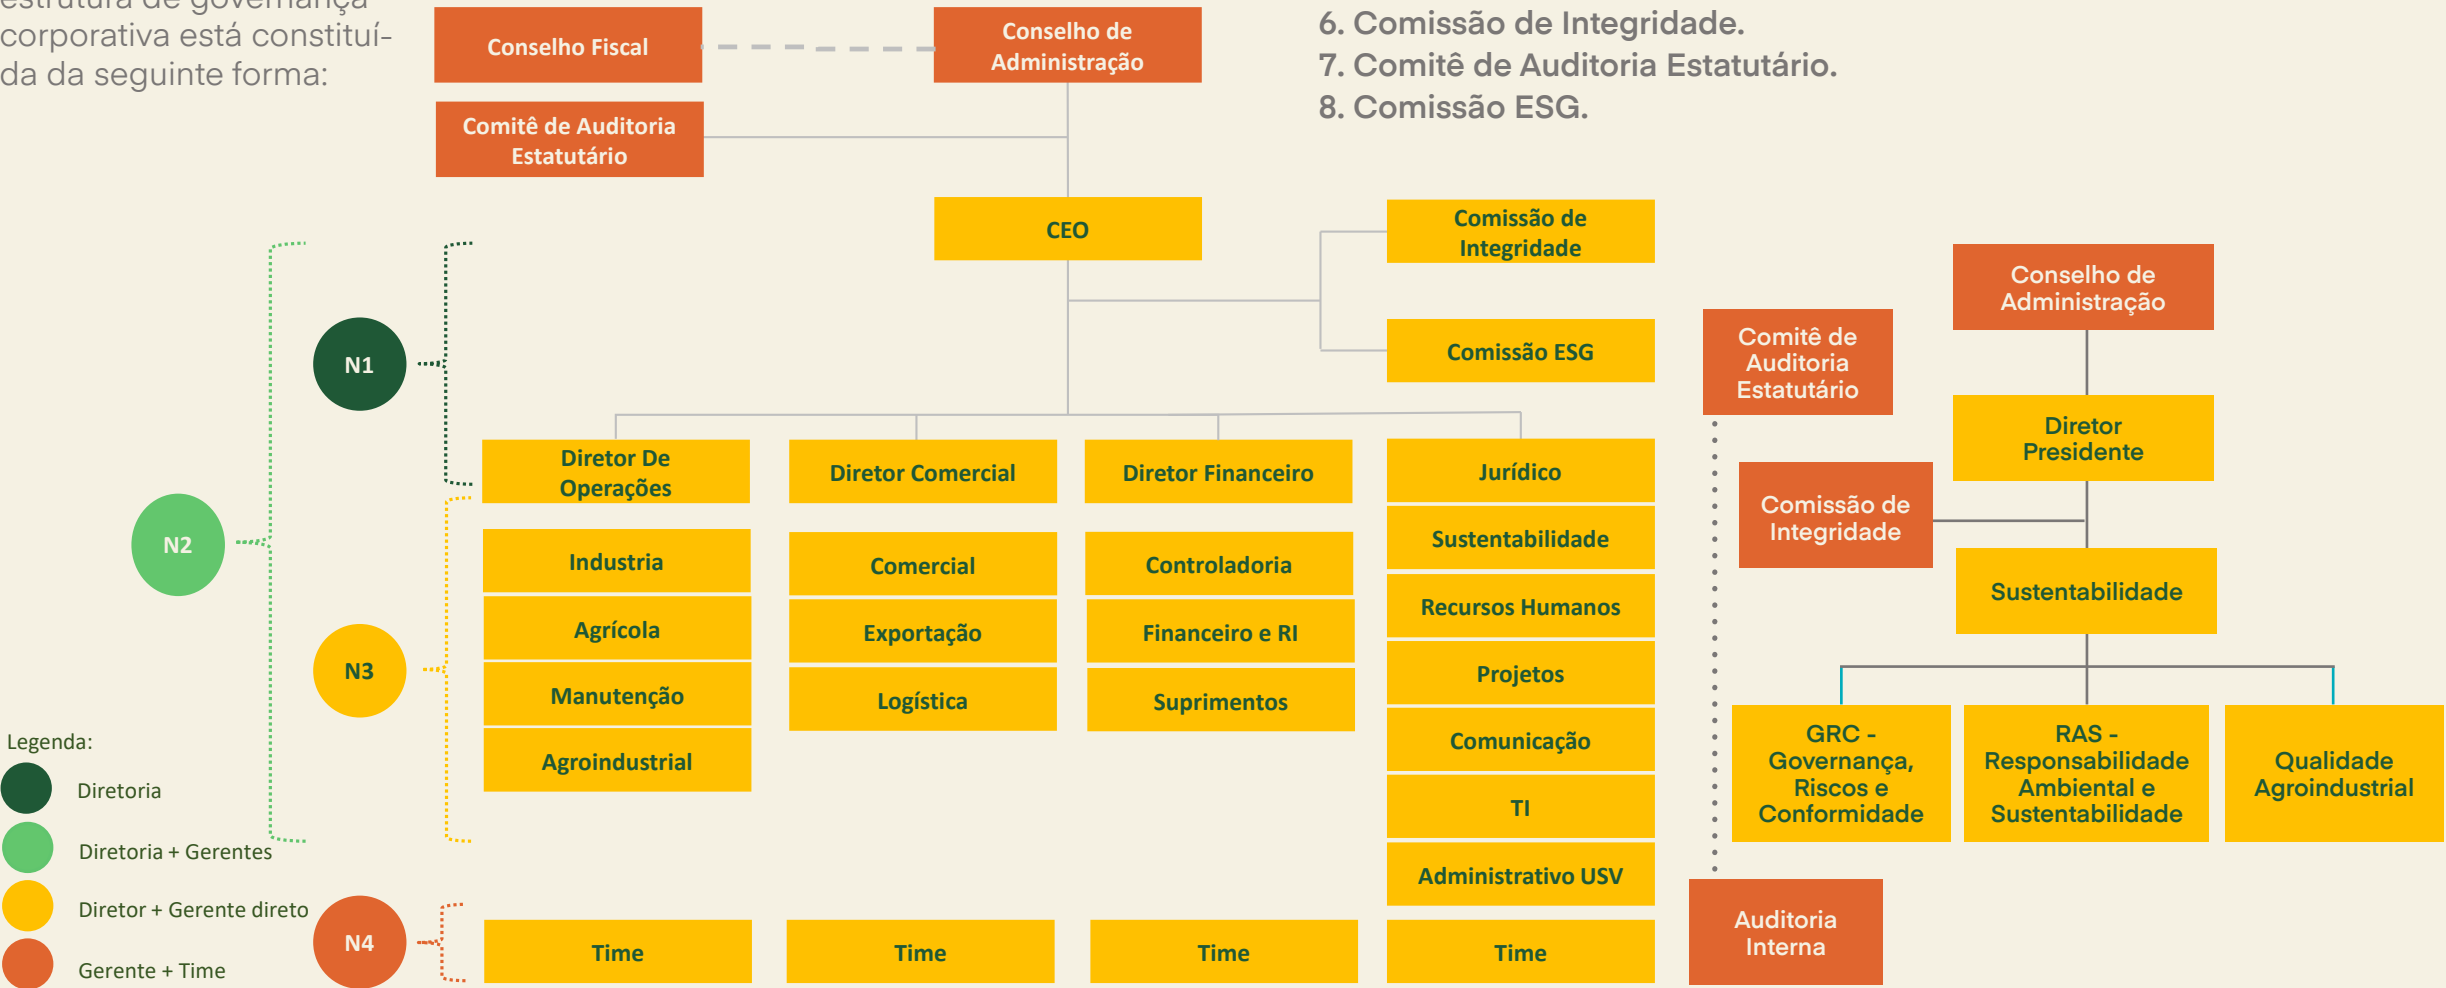 estrutura de governança
corporativa está constituí-
da da seguinte forma:
6. Comissão de Integridade.
7. Comitê de Auditoria Estatutário.
8. Comissão ESG.
Conselho Fiscal
Conselho de
Administração
Comitê de Auditoria
Estatutário
CEO
Comissão de
Integridade
Comissão ESG
N1
N2
N3
N4
Diretor De
Operações
Industria
Agrícola
Manutenção
Agroindustrial
Time
Diretor Comercial
Comercial
Exportação
Logística
Time
Diretor Financeiro
Controladoria
Financeiro e RI
Suprimentos
Time
Jurídico
Sustentabilidade
Recursos Humanos
Projetos
Comunicação
TI
Administrativo USV
Time
Legenda:
Diretoria
Diretoria + Gerentes
Diretor + Gerente direto
Gerente + Time
Conselho de
Administração
Comitê de
Auditoria
Estatutário
Diretor
Presidente
Comissão de
Integridade
Sustentabilidade
GRC -
Governança,
Riscos e
Conformidade
RAS -
Responsabilidade
Ambiental e
Sustentabilidade
Qualidade
Agroindustrial
Auditoria
Interna